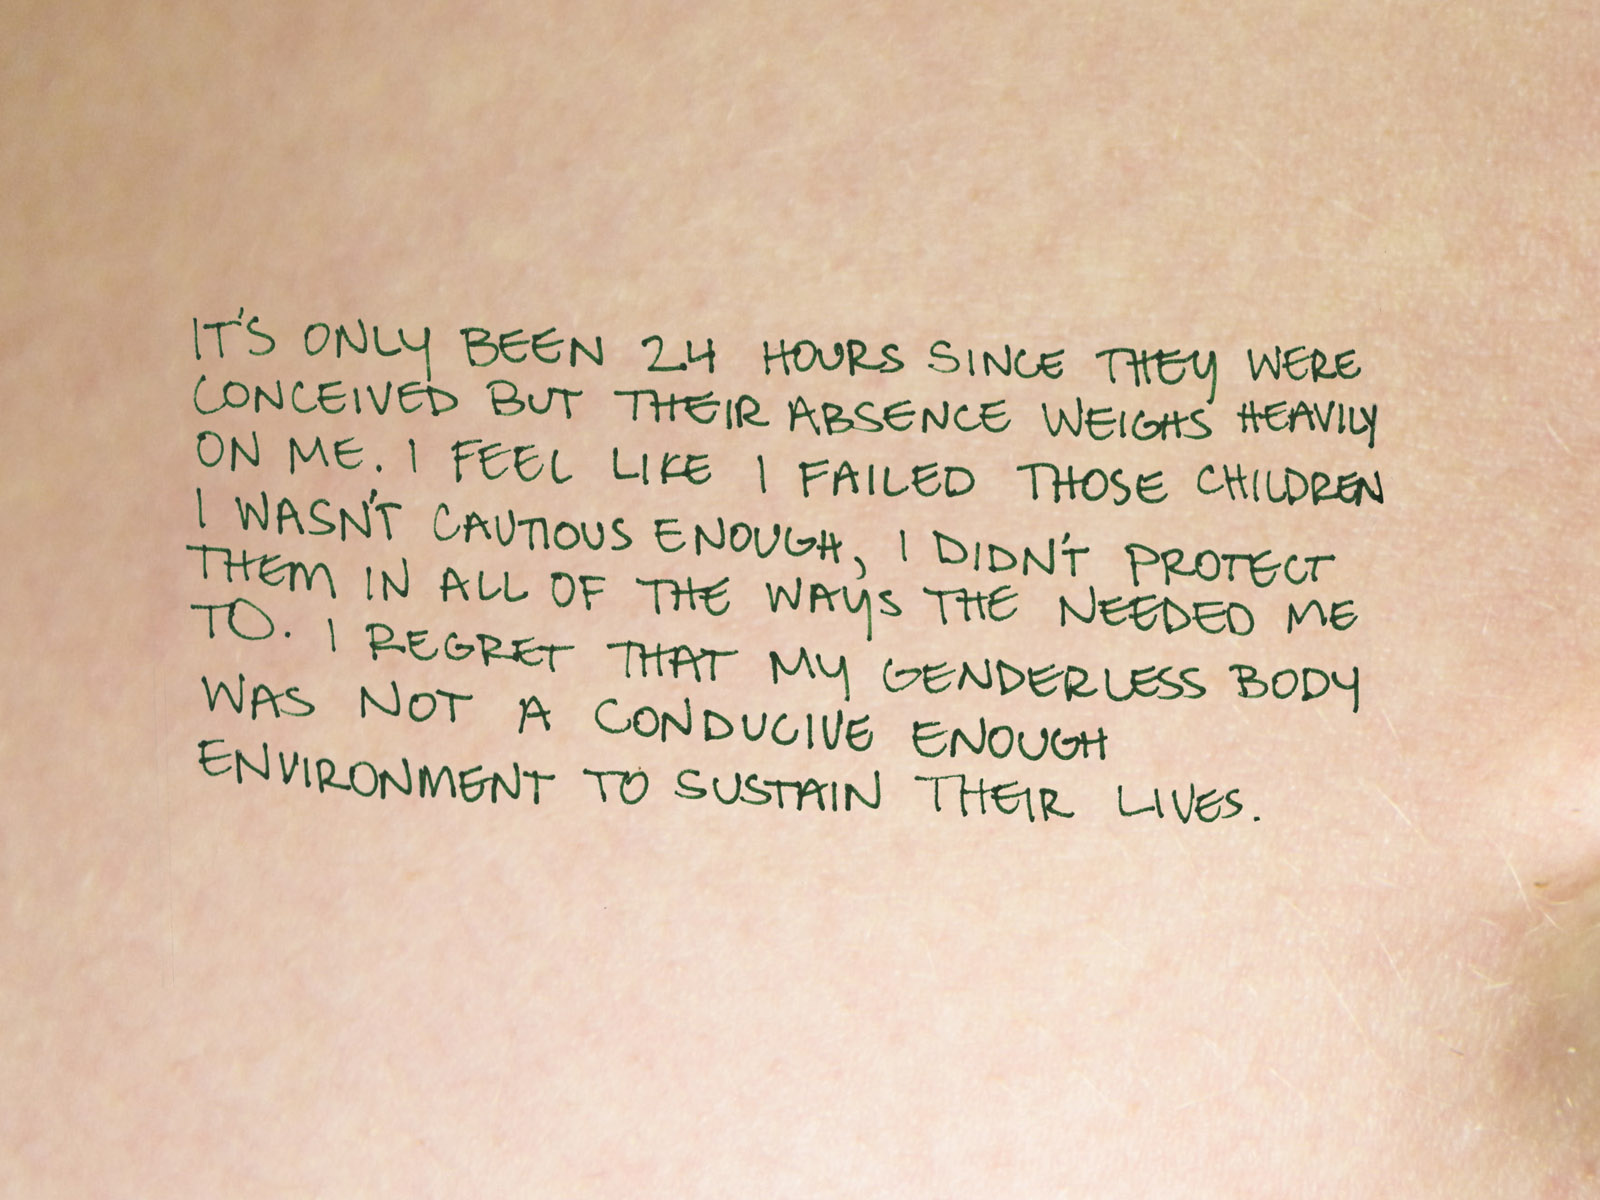 IT'S ONLY BEEN 24 HOURS SINCE THEY WERE
CONCEIVED BUT THEIR ABSENCE WEIGHS HEAVILY
ON ME. I FEEL LIKE I FAILED THOSE CHILDREN
I WASN'T CAUTIOUS ENOUGH, I DIDN'T PROTECT
THEM IN ALL OF THE WAYS THE NEEDED ME
TO. I REGRET THAT MY GENDERLESS BODY
WAS NOT A CONDUCIVE ENOUGH
ENVIRONMENT TO SUSTAIN THEIR LIVES.